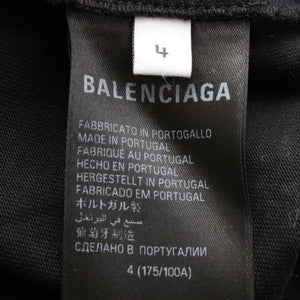 4
BALENCIAGA
FABBRICATO IN PORTOGALLO
MADE IN PORTUGAL
FABRIQUÉ AU PORTUGAL
HECHO EN PORTUGAL
HERGESTELLT IN PORTUGAL
FABRICADO EM PORTUGAL
ポルトガル製
صنع في البرتغال
葡萄牙制造
СДЕЛАНО В ПОРТУГАЛИИ
4 (175/100A)